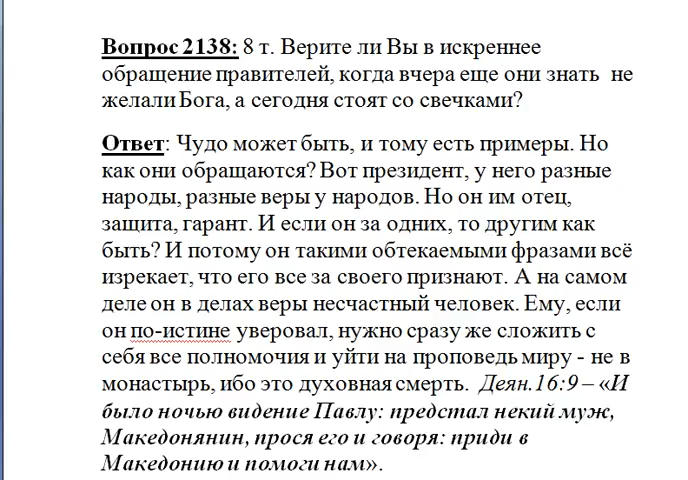 Вопрос 2138: 8 т. Верите ли Вы в искреннее
обращение правителей, когда вчера еще они знать не
желали Бога, а сегодня стоят со свечками?
Ответ: Чудо может быть, и тому есть примеры. Но
как они обращаются? Вот президент, у него разные
народы, разные веры у народов. Но он им отец,
защита, гарант. И если он за одних, то другим как
быть? И потому он такими обтекаемыми фразами всё
изрекает, что его все за своего признают. А на самом
деле он в делах веры несчастный человек. Ему, если
он по-истине уверовал, нужно сразу же сложить с
себя все полномочия и уйти на проповедь миру - не в
монастырь, ибо это духовная смерть. Деян.16:9 – «И
было ночью видение Павлу: предстал некий муж,
Македонянин, прося его и говоря: приди в
Македонию и помоги нам».